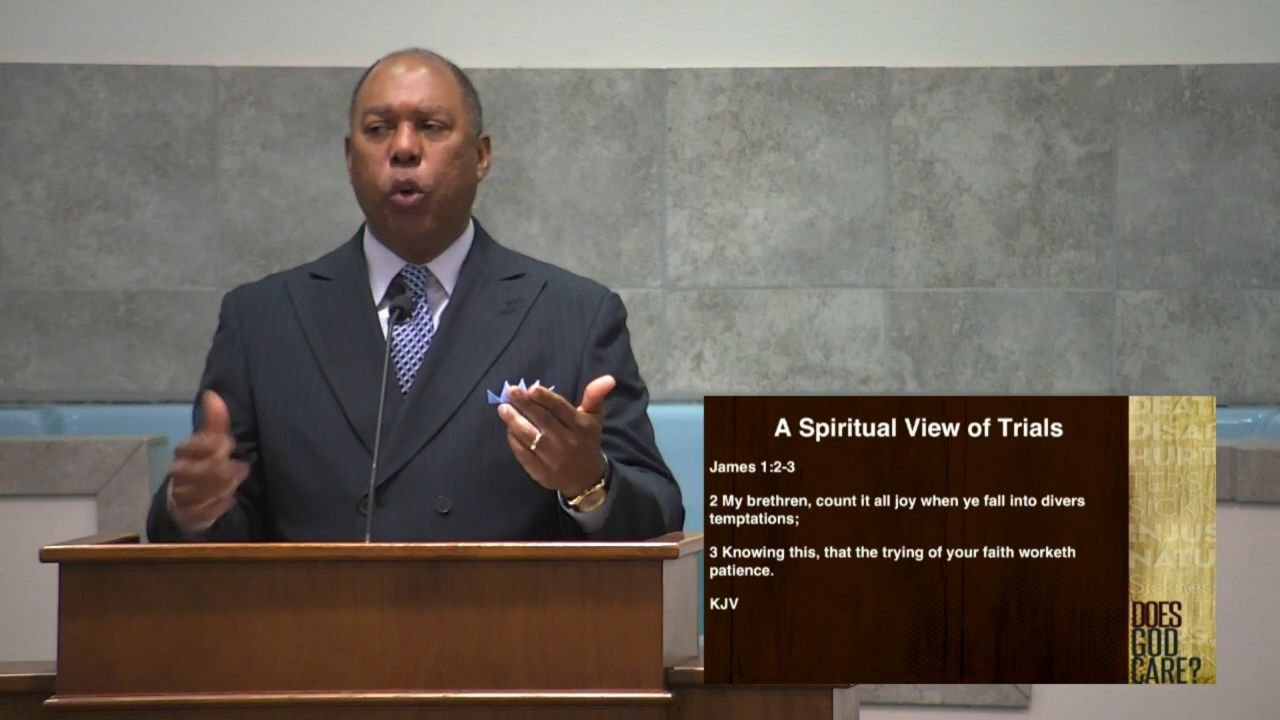 A Spiritual View of Trials
James 1:2-3
2 My brethren, count it all joy when ye fall into divers
temptations;
3 Knowing this, that the trying of your faith worketh
patience.
KJV
HURT
DOES
GOD
CARE?